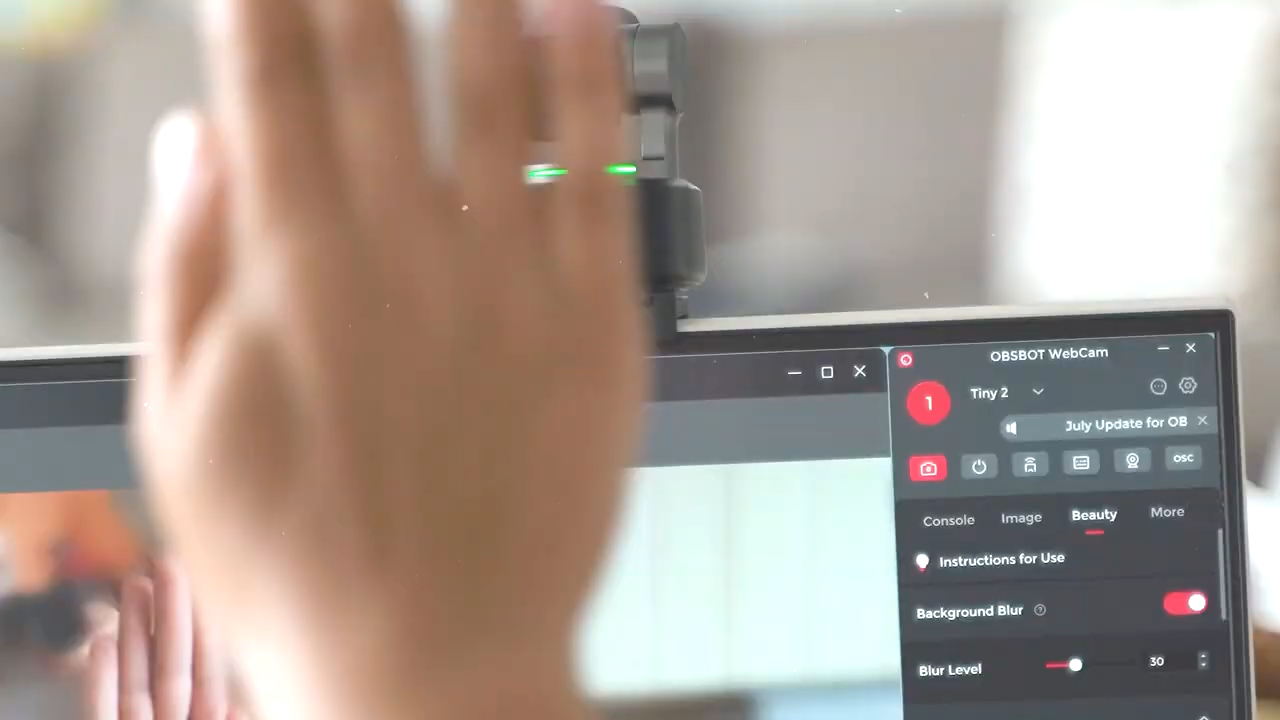 OBSBOT WebCam
1
Tiny 2
July Update for OB
OSC
Console Image Beauty More
Instructions for Use
Background Blur
Blur Level 30